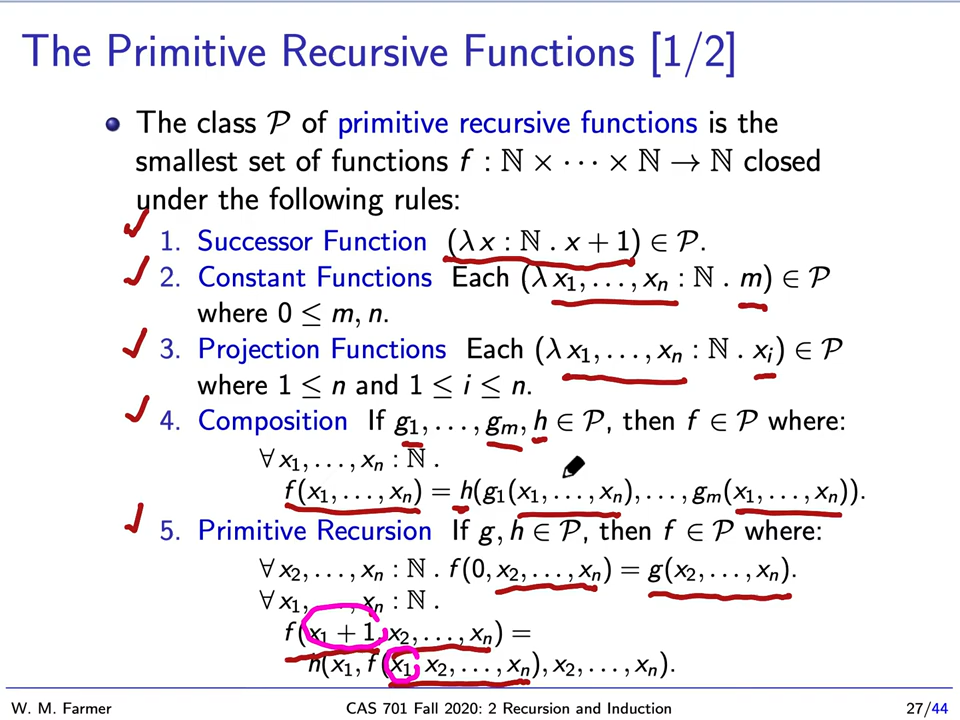 The Primitive Recursive Functions [1/2]
The class 𝒫 of primitive recursive functions is the
smallest set of functions f : ℕ × ⋯ × ℕ → ℕ closed
under the following rules:
1. Successor Function (λ x : ℕ . x + 1) ∈ 𝒫.
2. Constant Functions Each (λ x₁, . . . , xₙ : ℕ . m) ∈ 𝒫
where 0 ≤ m, n.
3. Projection Functions Each (λ x₁, . . . , xₙ : ℕ . xᵢ) ∈ 𝒫
where 1 ≤ n and 1 ≤ i ≤ n.
4. Composition If g₁, . . . , gₘ, h ∈ 𝒫, then f ∈ 𝒫 where:
∀ x₁, . . . , xₙ : ℕ .
f(x₁, . . . , xₙ) = h(g₁(x₁, . . . , xₙ), . . . , gₘ(x₁, . . . , xₙ)).
5. Primitive Recursion If g, h ∈ 𝒫, then f ∈ 𝒫 where:
∀ x₂, . . . , xₙ : ℕ . f(0, x₂, . . . , xₙ) = g(x₂, . . . , xₙ).
∀ x₁, . . . , xₙ : ℕ .
f(x₁ + 1, x₂, . . . , xₙ) =
h(x₁, f(x₁, x₂, . . . , xₙ), x₂, . . . , xₙ).
W. M. Farmer CAS 701 Fall 2020: 2 Recursion and Induction 27/44